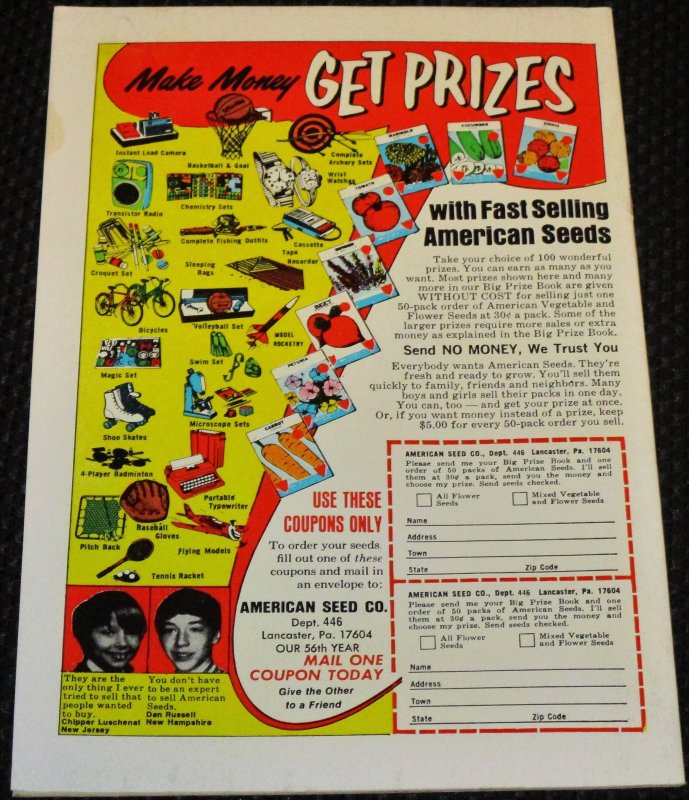 Make Money GET PRIZES
Instant Load Camera
Basketball & Goal
Complete
Archery Sets
Wrist
Watches
Transistor Radio
Chemistry Sets
Complete Fishing Outfits
Cassette
Tape
Recorder
Croquet Set
Sleeping
Bags
Bicycles
Volleyball Set
MODEL
ROCKETRY
Magic Set
Swim Set
Shoe Skates
Microscope Sets
4-Player Badminton
Portable
Typewriter
Pitch Back
Baseball
Gloves
Flying Models
Tennis Racket
MARIGOLD
CUCUMBER
ZINNIA
TOMATO
BEET
PETUNIA
CARROT
with Fast Selling
American Seeds
Take your choice of 100 wonderful
prizes. You can earn as many as you
want. Most prizes shown here and many
more in our Big Prize Book are given
WITHOUT COST for selling just one
50-pack order of American Vegetable and
Flower Seeds at 30¢ a pack. Some of the
larger prizes require more sales or extra
money as explained in the Big Prize Book.
Send NO MONEY, We Trust You
Everybody wants American Seeds. They're
fresh and ready to grow. You'll sell them
quickly to family, friends and neighbors. Many
boys and girls sell their packs in one day.
You can, too — and get your prize at once.
Or, if you want money instead of a prize, keep
$5.00 for every 50-pack order you sell.
USE THESE
COUPONS ONLY
To order your seeds
fill out one of these
coupons and mail in
an envelope to:
AMERICAN SEED CO.
Dept. 446
Lancaster, Pa. 17604
OUR 56th YEAR
MAIL ONE
COUPON TODAY
Give the Other
to a Friend
They are the
only thing I ever
tried to sell that
people wanted
to buy.
Chipper Luschenat
New Jersey
You don't have
to be an expert
to sell American
Seeds.
Dan Russell
New Hampshire
AMERICAN SEED CO., Dept. 446 Lancaster, Pa. 17604
Please send me your Big Prize Book and one
order of 50 packs of American Seeds. I'll sell
them at 30¢ a pack, send you the money and
choose my prize. Send seeds checked.
All Flower
Seeds
Mixed Vegetable
and Flower Seeds
Name
Address
Town
State Zip Code
AMERICAN SEED CO., Dept. 446 Lancaster, Pa. 17604
Please send me your Big Prize Book and one
order of 50 packs of American Seeds. I'll sell
them at 30¢ a pack, send you the money and
choose my prize. Send seeds checked.
All Flower
Seeds
Mixed Vegetable
and Flower Seeds
Name
Address
Town
State Zip Code